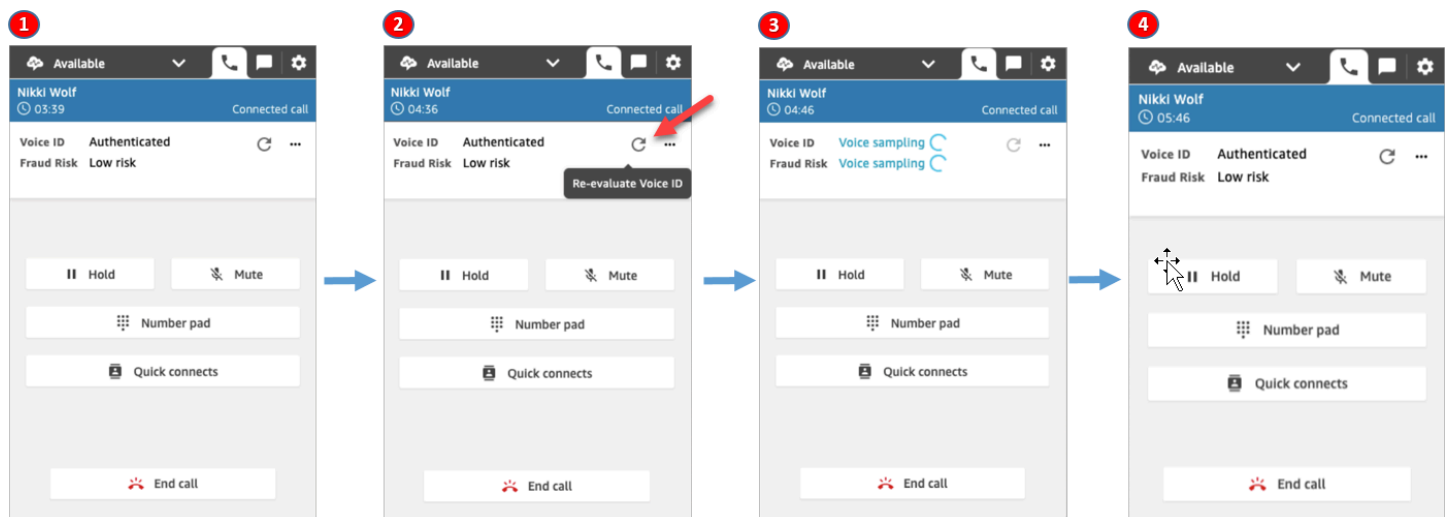 1
Available
Nikki Wolf
03:39 Connected call
Voice ID Authenticated
Fraud Risk Low risk
Hold Mute
Number pad
Quick connects
End call
2
Available
Nikki Wolf
04:36 Connected call
Voice ID Authenticated
Fraud Risk Low risk
Re-evaluate Voice ID
Hold Mute
Number pad
Quick connects
End call
3
Available
Nikki Wolf
04:46 Connected call
Voice ID Voice sampling
Fraud Risk Voice sampling
Hold Mute
Number pad
Quick connects
End call
4
Available
Nikki Wolf
05:46 Connected call
Voice ID Authenticated
Fraud Risk Low risk
Hold Mute
Number pad
Quick connects
End call